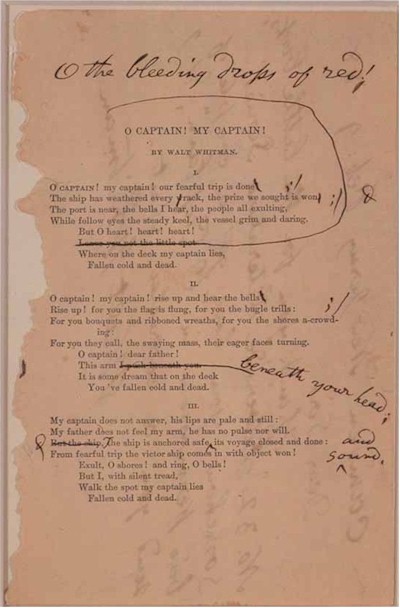 O the bleeding drops of red!
O CAPTAIN! MY CAPTAIN!
BY WALT WHITMAN.
I.
O CAPTAIN! my captain! our fearful trip is done
The ship has weathered every rack, the prize we sought is won
The port is near, the bells I hear, the people all exulting,
While follow eyes the steady keel, the vessel grim and daring.
But O heart! heart! heart!
Leave you not the little spot
Where on the deck my captain lies,
Fallen cold and dead.
II.
O captain! my captain! rise up and hear the bells
Rise up! for you the flag is flung, for you the bugle trills:
For you bouquets and ribboned wreaths, for you the shores a-crowd-
ing:
For you they call, the swaying mass, their eager faces turning.
O captain! dear father!
This arm I push beneath you
beneath your head;
It is some dream that on the deck
You've fallen cold and dead.
III.
My captain does not answer, his lips are pale and still:
My father does not feel my arm, he has no pulse nor will.
But the ship, The ship is anchored safe, its voyage closed and done:
and sound,
From fearful trip the victor ship comes in with object won!
Exult, O shores! and ring, O bells!
But I, with silent tread,
Walk the spot my captain lies
Fallen cold and dead.